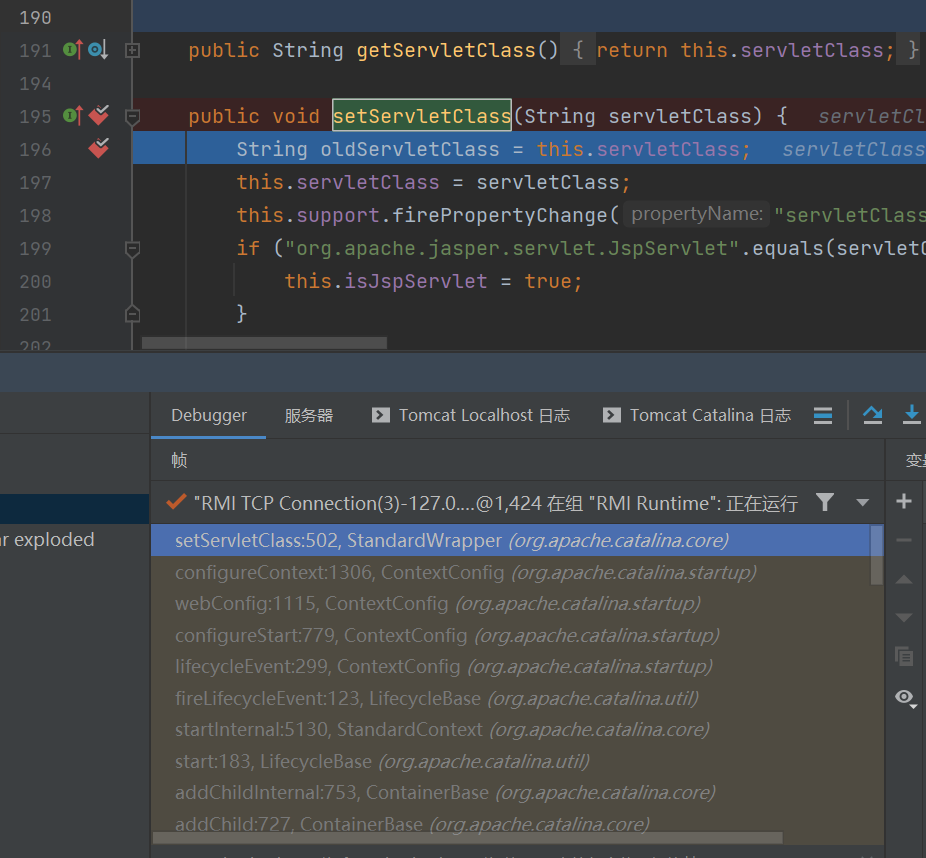 190
191 public String getServletClass() { return this.servletClass; }
194
195 public void setServletClass(String servletClass) { servletCl
196 String oldServletClass = this.servletClass; servletClass
197 this.servletClass = servletClass;
198 this.support.firePropertyChange( propertyName: "servletClass
199 if ("org.apache.jasper.servlet.JspServlet".equals(servletC
200 this.isJspServlet = true;
201 }
202
Debugger 服务器 Tomcat Localhost 日志 Tomcat Catalina 日志
帧 变
"RMI TCP Connection(3)-127.0....@1,424 在组 "RMI Runtime": 正在运行
setServletClass:502, StandardWrapper (org.apache.catalina.core)
ar exploded
configureContext:1306, ContextConfig (org.apache.catalina.startup)
webConfig:1115, ContextConfig (org.apache.catalina.startup)
configureStart:779, ContextConfig (org.apache.catalina.startup)
lifecycleEvent:299, ContextConfig (org.apache.catalina.startup)
fireLifecycleEvent:123, LifecycleBase (org.apache.catalina.util)
startInternal:5130, StandardContext (org.apache.catalina.core)
start:183, LifecycleBase (org.apache.catalina.util)
addChildInternal:753, ContainerBase (org.apache.catalina.core)
addChild:727, ContainerBase (org.apache.catalina.core)